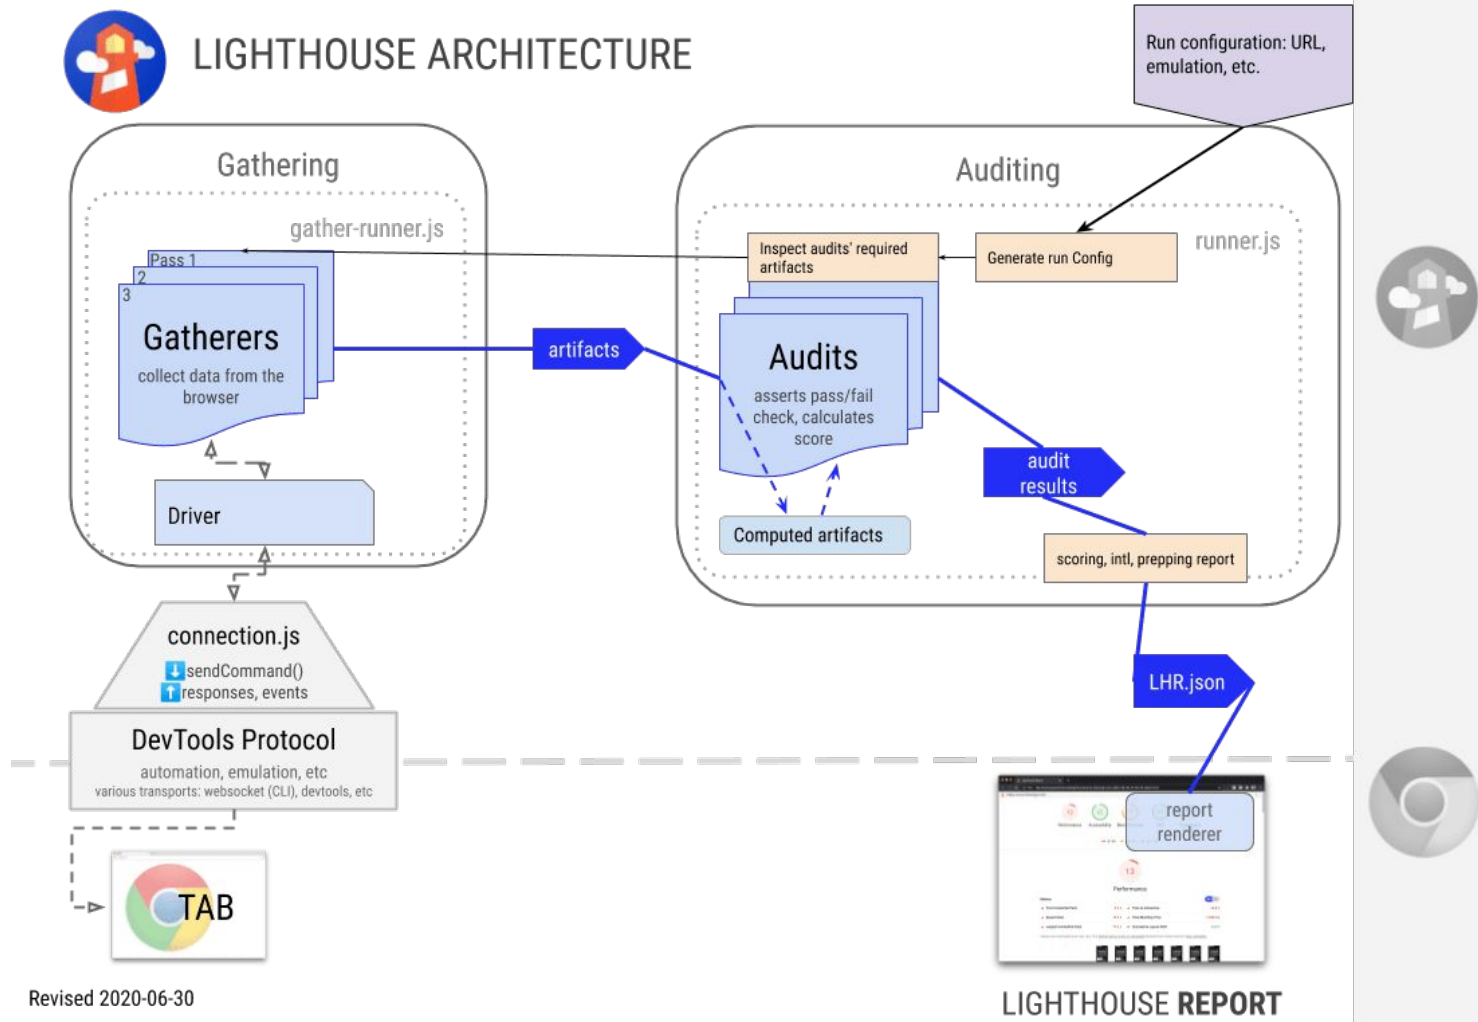 LIGHTHOUSE ARCHITECTURE
Run configuration: URL,
emulation, etc.
Gathering
Auditing
gather-runner.js
runner.js
Inspect audits' required
artifacts
Generate run Config
Pass 1
2
3
Gatherers
collect data from the
browser
artifacts
Audits
asserts pass/fail
check, calculates
score
audit
results
Driver
Computed artifacts
scoring, intl, prepping report
connection.js
⬇sendCommand()
⬆responses, events
LHR.json
DevTools Protocol
automation, emulation, etc
various transports: websocket (CLI), devtools, etc
report
renderer
13
Performance
TAB
Revised 2020-06-30
LIGHTHOUSE REPORT